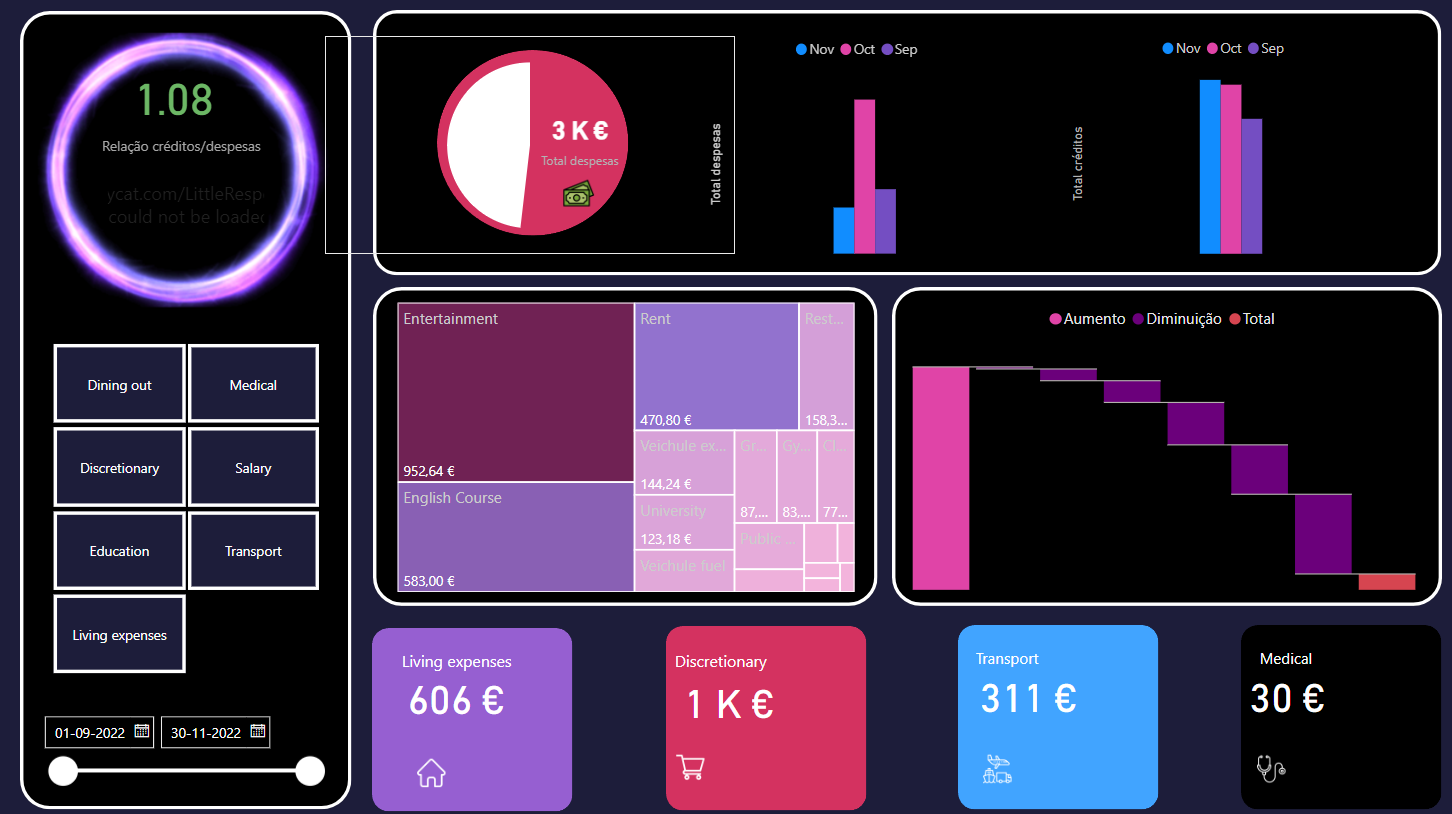 1.08
Relação créditos/despesas
ycat.com/LittleResp
could not be loaded
Dining out
Medical
Discretionary
Salary
Education
Transport
Living expenses
01-09-2022
30-11-2022
3 K €
Total despesas
Total despesas
Nov Oct Sep
Total créditos
Nov Oct Sep
Entertainment
952,64 €
English Course
583,00 €
Rent
470,80 €
Rest...
158,3...
Veichule ex...
144,24 €
University
123,18 €
Veichule fuel
Gr...
87,...
Gy...
83,...
Cl...
77...
Public ...
Aumento Diminuição Total
Living expenses
606 €
Discretionary
1 K €
Transport
311 €
Medical
30 €